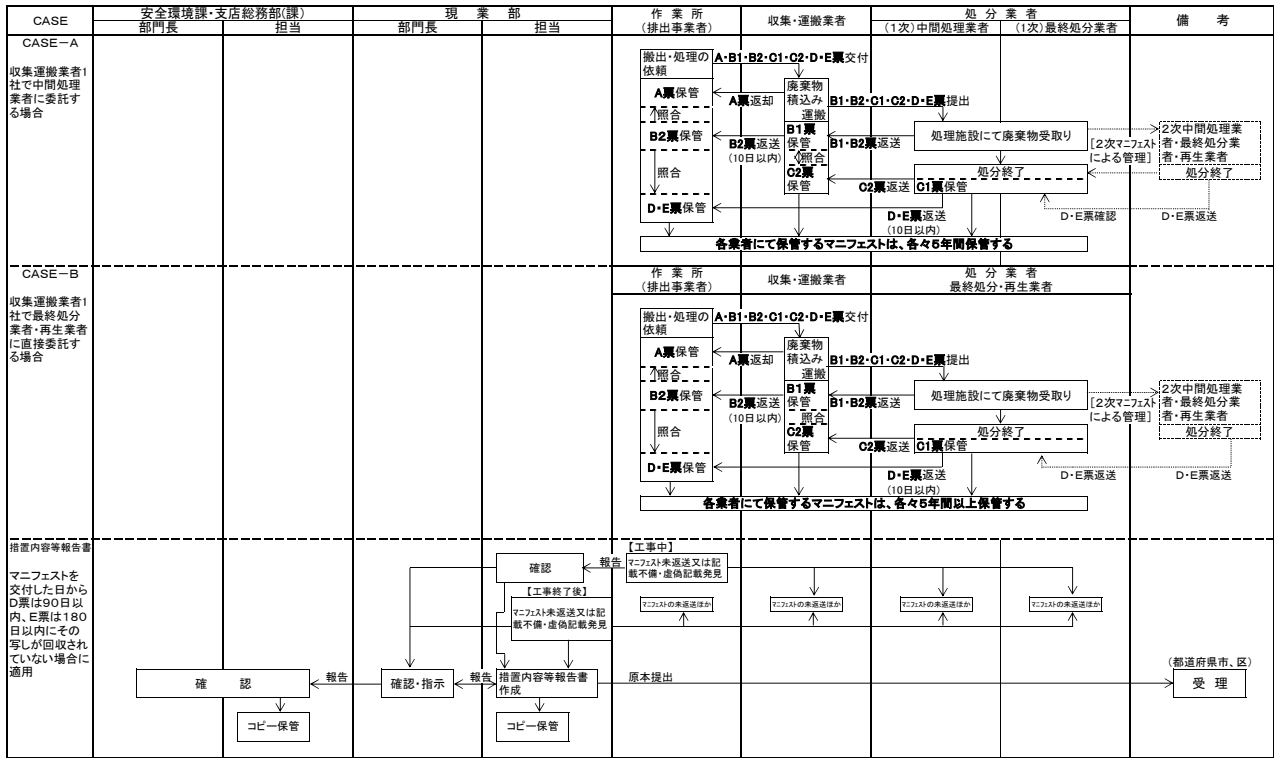 CASE
安全環境課・支店総務部(課)
部門長
担当
現 業 部
部門長
担当
作 業 所
(排出事業者)
収集・運搬業者
処 分 業 者
(1次)中間処理業者
(1次)最終処分業者
備 考
CASE－A
収集運搬業者1
社で中間処理
業者に委託す
る場合
搬出・処理の
依頼
A・B1・B2・C1・C2・D・E票交付
A票保管
A票返却
廃棄物
積込み
運搬
B1・B2・C1・C2・D・E票提出
照合
B2票保管
B2票返送
(10日以内)
B1票
保管
B1・B2票返送
処理施設にて廃棄物受取り
[2次マニフェスト
による管理]
2次中間処理業
者・最終処分業
者・再生業者
照合
照合
C2票
保管
処分終了
処分終了
C2票返送
C1票保管
D・E票保管
D・E票返送
(10日以内)
D・E票確認
D・E票返送
各業者にて保管するマニフェストは、各々5年間保管する
CASE－B
収集運搬業者1
社で最終処分
業者・再生業者
に直接委託す
る場合
作 業 所
(排出事業者)
収集・運搬業者
処 分 業 者
最終処分・再生業者
搬出・処理の
依頼
A・B1・B2・C1・C2・D・E票交付
A票保管
A票返却
廃棄物
積込み
運搬
B1・B2・C1・C2・D・E票提出
照合
B2票保管
B2票返送
(10日以内)
B1票
保管
B1・B2票返送
処理施設にて廃棄物受取り
[2次マニフェスト
による管理]
2次中間処理業
者・最終処分業
者・再生業者
照合
照合
C2票
保管
処分終了
処分終了
C2票返送
C1票保管
D・E票保管
D・E票返送
(10日以内)
D・E票返送
D・E票返送
各業者にて保管するマニフェストは、各々5年間以上保管する
措置内容等報告書
マニフェストを
交付した日から
D票は90日以
内、E票は180
日以内にその
写しが回収され
ていない場合に
適用
【工事中】
確認
報告
マニフェスト未返送又は記
載不備・虚偽記載発見
【工事終了後】
マニフェスト未返送又は記
載不備・虚偽記載発見
マニフェストの未返送ほか
マニフェストの未返送ほか
マニフェストの未返送ほか
マニフェストの未返送ほか
確 認
報告
確認・指示
報告
措置内容等報告書
作成
原本提出
(都道府県市、区)
受 理
コピー保管
コピー保管